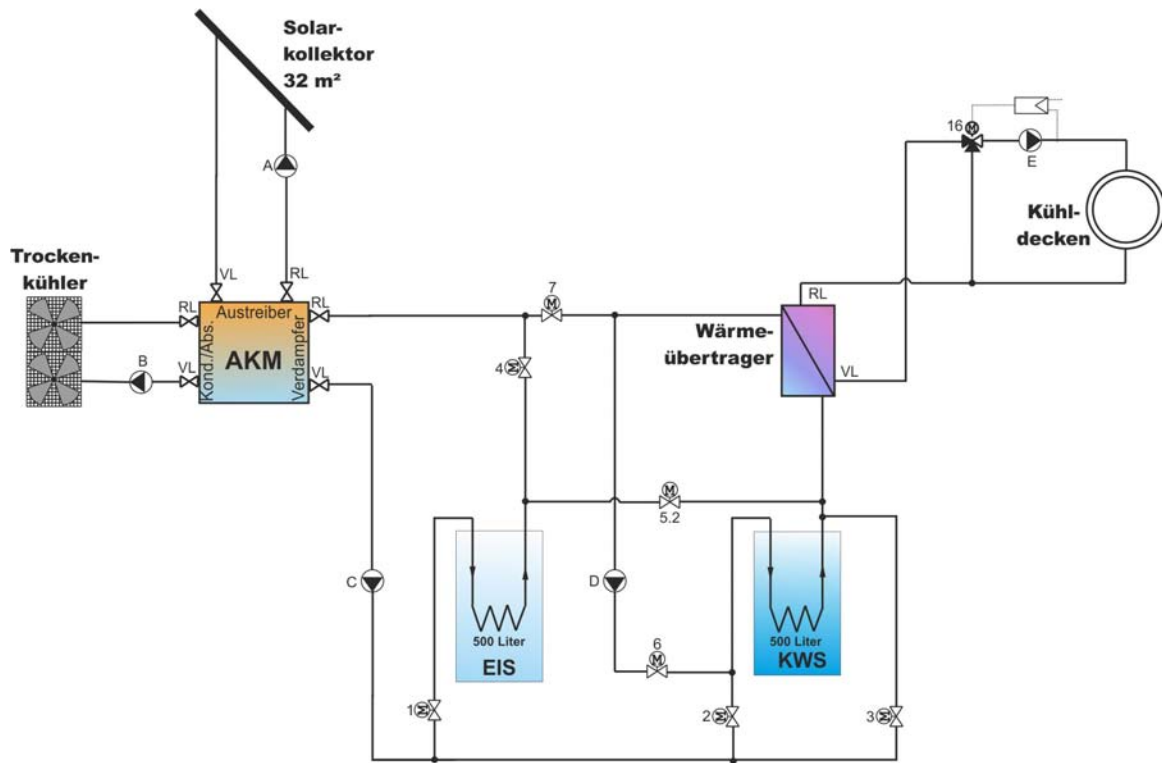 Solar-
kollektor
32 m²
16
M
E
A
Kühl-
decken
Trocken-
kühler
VL
RL
RL
RL
Austreiber
7
M
RL
Kond./Abs.
AKM
Verdampfer
Wärme-
übertrager
B
VL
VL
4
M
VL
M
5.2
C
D
500 Liter
EIS
6
M
500 Liter
KWS
1
M
2
M
3
M